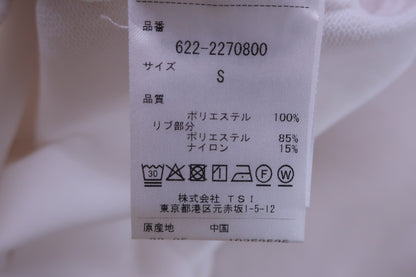 品番
622-2270800
サイズ
S
品質
ポリエステル 100%
リブ部分
ポリエステル 85%
ナイロン 15%
30 F W
株式会社 TSI
東京都港区元赤坂1-5-12
原産地 中国